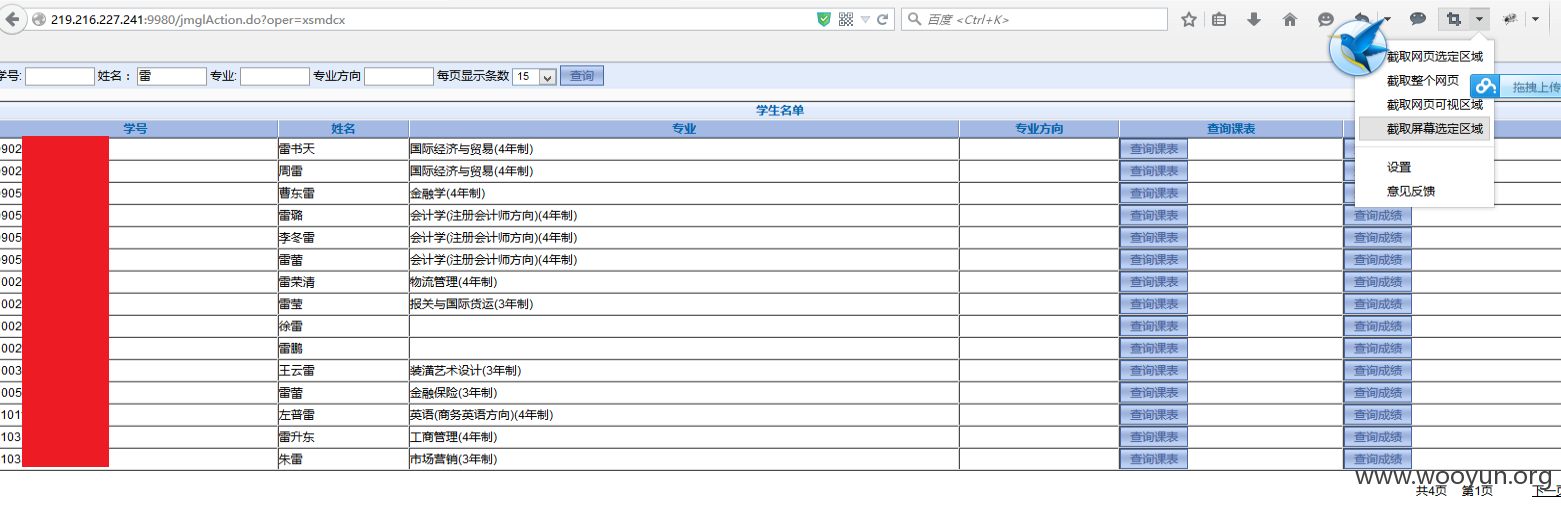 219.216.227.241:9980/jmglAction.do?oper=xsmdcx
百度 <Ctrl+K>
截取网页选定区域
截取整个网页
拖拽上传
截取网页可视区域
截取屏幕选定区域
设置
意见反馈
学号: 姓名: 雷 专业: 专业方向 每页显示条数 15 查询
学生名单
学号 姓名 专业 专业方向 查询课表
0902 雷书天 国际经济与贸易(4年制) 查询课表
0902 周雷 国际经济与贸易(4年制) 查询课表
0905 曹东雷 金融学(4年制) 查询课表
0905 雷璐 会计学(注册会计师方向)(4年制) 查询课表 查询成绩
0905 李冬雷 会计学(注册会计师方向)(4年制) 查询课表 查询成绩
0905 雷蕾 会计学(注册会计师方向)(4年制) 查询课表 查询成绩
1002 雷荣清 物流管理(4年制) 查询课表 查询成绩
1002 雷莹 报关与国际货运(3年制) 查询课表 查询成绩
1002 徐雷 查询课表 查询成绩
1002 雷鹏 查询课表 查询成绩
1003 王云雷 装潢艺术设计(3年制) 查询课表 查询成绩
1005 雷蕾 金融保险(3年制) 查询课表 查询成绩
1101 左普雷 英语(商务英语方向)(4年制) 查询课表 查询成绩
1103 雷升东 工商管理(4年制) 查询课表 查询成绩
1103 朱雷 市场营销(3年制) 查询课表 查询成绩
www.wooyun.org
共4页 第1页 下一页